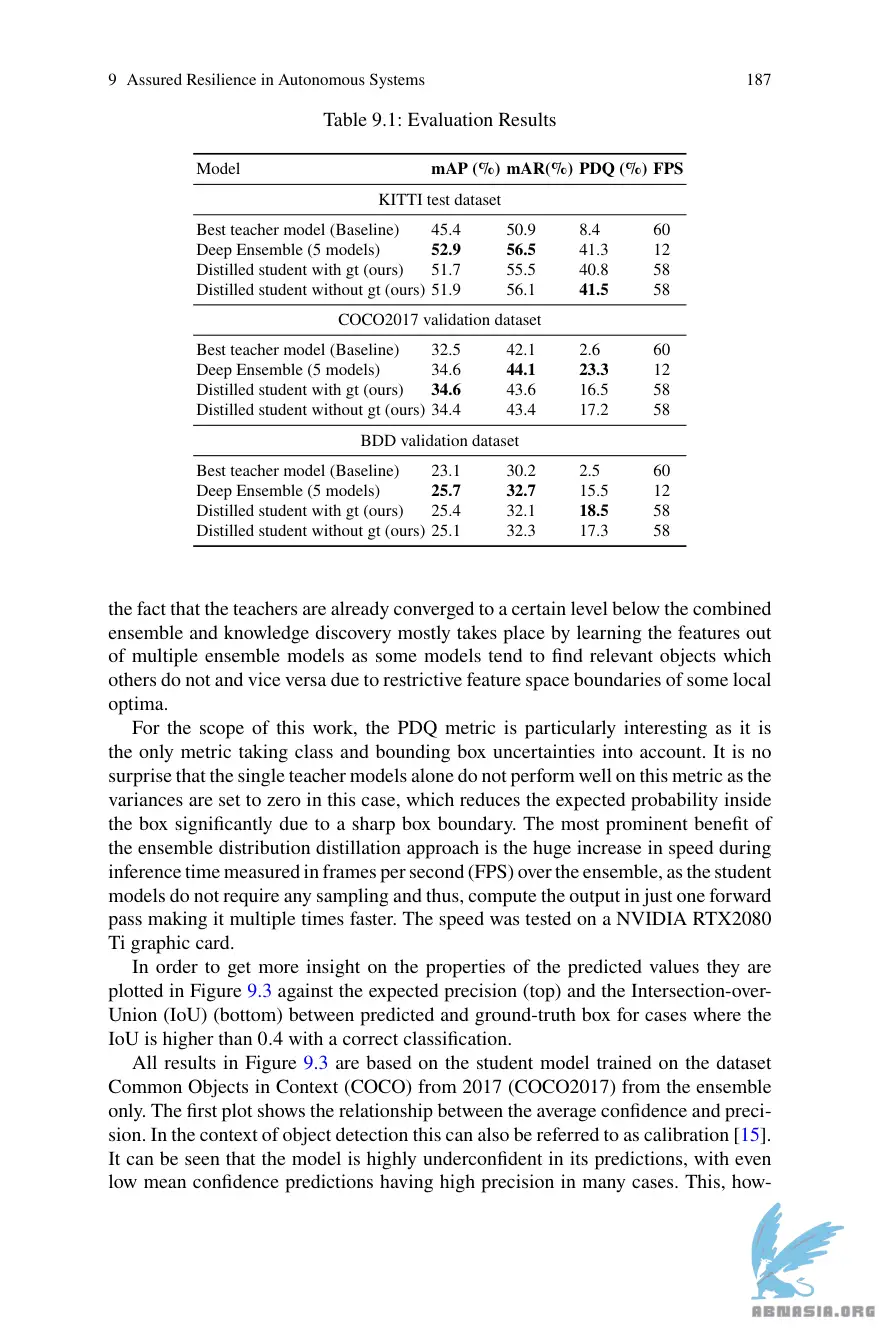 9 Assured Resilience in Autonomous Systems 187
Table 9.1: Evaluation Results
Model mAP (%) mAR(%) PDQ (%) FPS
KITTI test dataset
Best teacher model (Baseline) 45.4 50.9 8.4 60
Deep Ensemble (5 models) 52.9 56.5 41.3 12
Distilled student with gt (ours) 51.7 55.5 40.8 58
Distilled student without gt (ours) 51.9 56.1 41.5 58
COCO2017 validation dataset
Best teacher model (Baseline) 32.5 42.1 2.6 60
Deep Ensemble (5 models) 34.6 44.1 23.3 12
Distilled student with gt (ours) 34.6 43.6 16.5 58
Distilled student without gt (ours) 34.4 43.4 17.2 58
BDD validation dataset
Best teacher model (Baseline) 23.1 30.2 2.5 60
Deep Ensemble (5 models) 25.7 32.7 15.5 12
Distilled student with gt (ours) 25.4 32.1 18.5 58
Distilled student without gt (ours) 25.1 32.3 17.3 58
the fact that the teachers are already converged to a certain level below the combined
ensemble and knowledge discovery mostly takes place by learning the features out
of multiple ensemble models as some models tend to find relevant objects which
others do not and vice versa due to restrictive feature space boundaries of some local
optima.
For the scope of this work, the PDQ metric is particularly interesting as it is
the only metric taking class and bounding box uncertainties into account. It is no
surprise that the single teacher models alone do not perform well on this metric as the
variances are set to zero in this case, which reduces the expected probability inside
the box significantly due to a sharp box boundary. The most prominent benefit of
the ensemble distribution distillation approach is the huge increase in speed during
inference time measured in frames per second (FPS) over the ensemble, as the student
models do not require any sampling and thus, compute the output in just one forward
pass making it multiple times faster. The speed was tested on a NVIDIA RTX2080
Ti graphic card.
In order to get more insight on the properties of the predicted values they are
plotted in Figure 9.3 against the expected precision (top) and the Intersection-over-
Union (IoU) (bottom) between predicted and ground-truth box for cases where the
IoU is higher than 0.4 with a correct classification.
All results in Figure 9.3 are based on the student model trained on the dataset
Common Objects in Context (COCO) from 2017 (COCO2017) from the ensemble
only. The first plot shows the relationship between the average confidence and preci-
sion. In the context of object detection this can also be referred to as calibration [15].
It can be seen that the model is highly underconfident in its predictions, with even
low mean confidence predictions having high precision in many cases. This, how-
ABNASIA.ORG